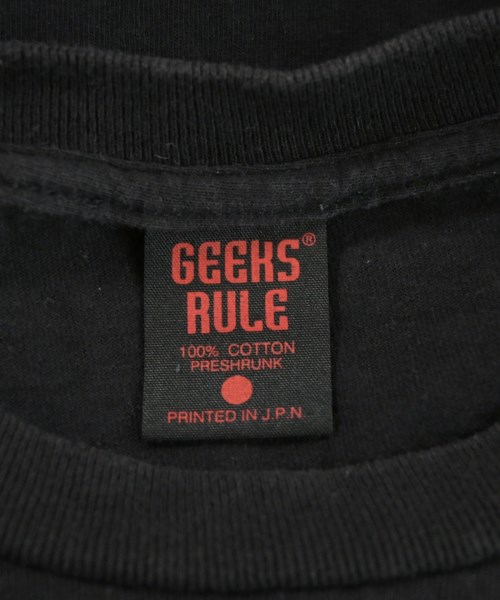 GEEKS®
RULE
100% COTTON
PRESHRUNK
PRINTED IN J.P.N